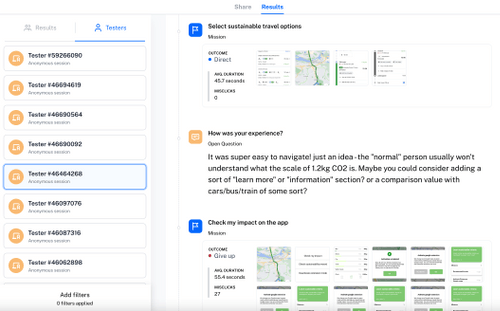 Share
Results
Results
Testers
Tester #59266090
Anonymous session
Tester #46694619
Anonymous session
Tester #46690564
Anonymous session
Tester #46690092
Anonymous session
Tester #46464268
Anonymous session
Tester #46097076
Anonymous session
Tester #46087316
Anonymous session
Tester #46062898
Anonymous session
Add filters
0 filters applied
Select sustainable travel options
Mission
OUTCOME
Direct
AVG. DURATION
45.7 seconds
MISCLICKS
0
How was your experience?
Open Question
It was super easy to navigate! just an idea - the "normal" person usually won't
understand what the scale of 1.2kg CO2 is. Maybe you could consider adding a
sort of "learn more" or "information" section? or a comparison value with
cars/bus/train of some sort?
Check my impact on the app
Mission
OUTCOME
Give up
AVG. DURATION
55.4 seconds
MISCLICKS
27